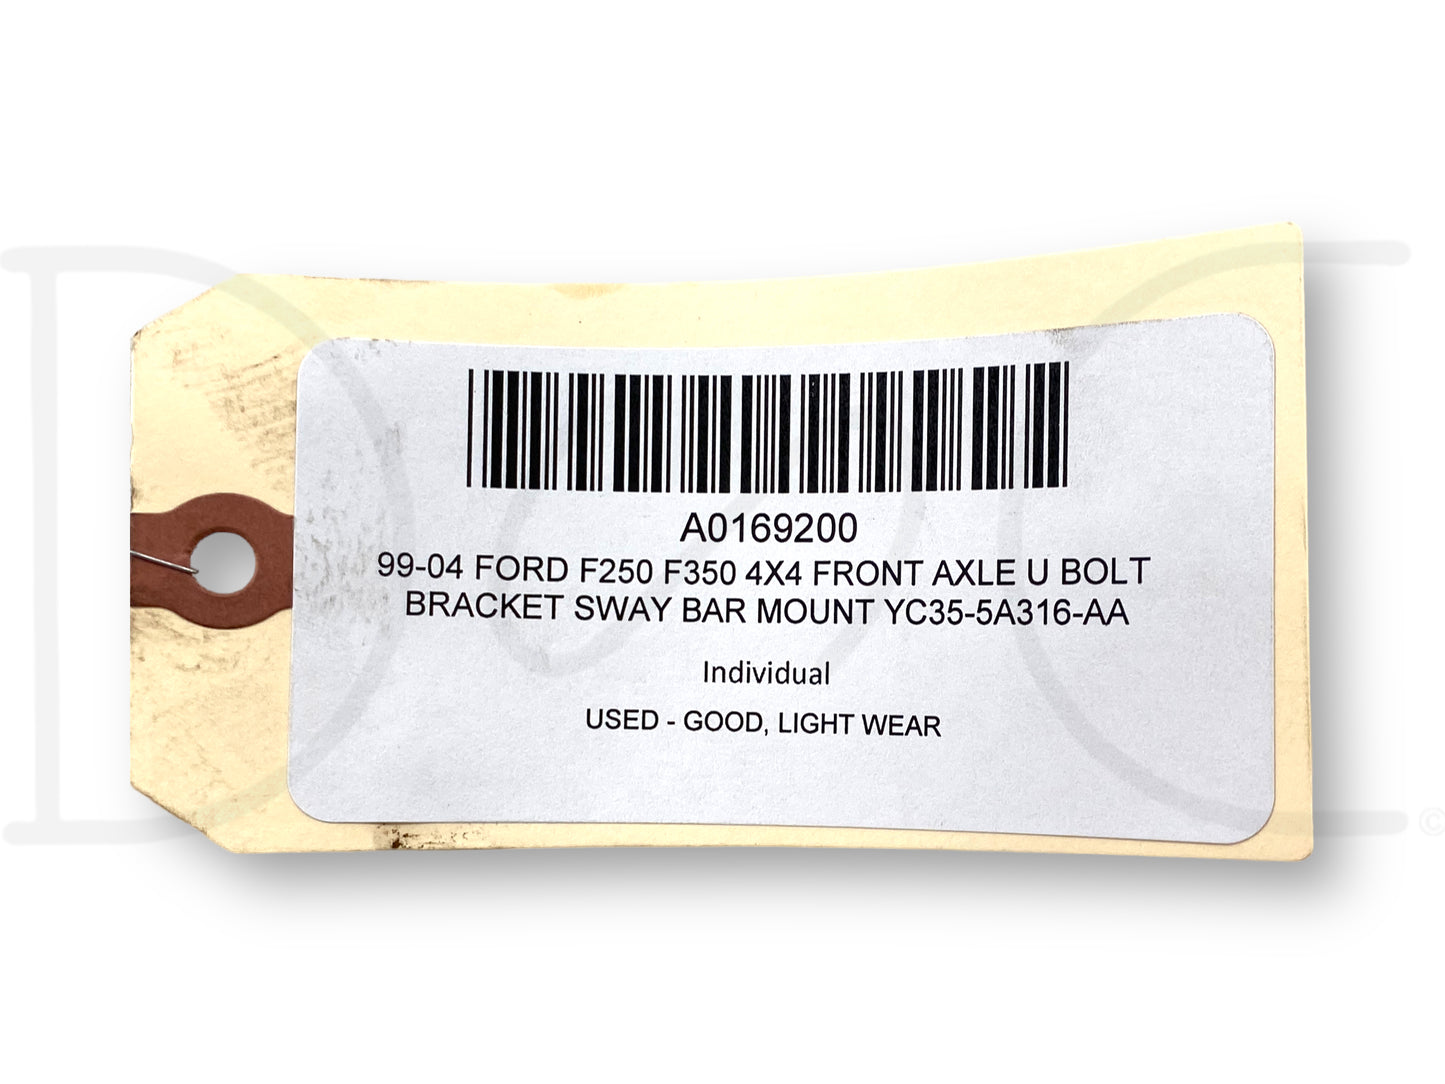 A0169200
99-04 FORD F250 F350 4X4 FRONT AXLE U BOLT
BRACKET SWAY BAR MOUNT YC35-5A316-AA
Individual
USED - GOOD, LIGHT WEAR
©